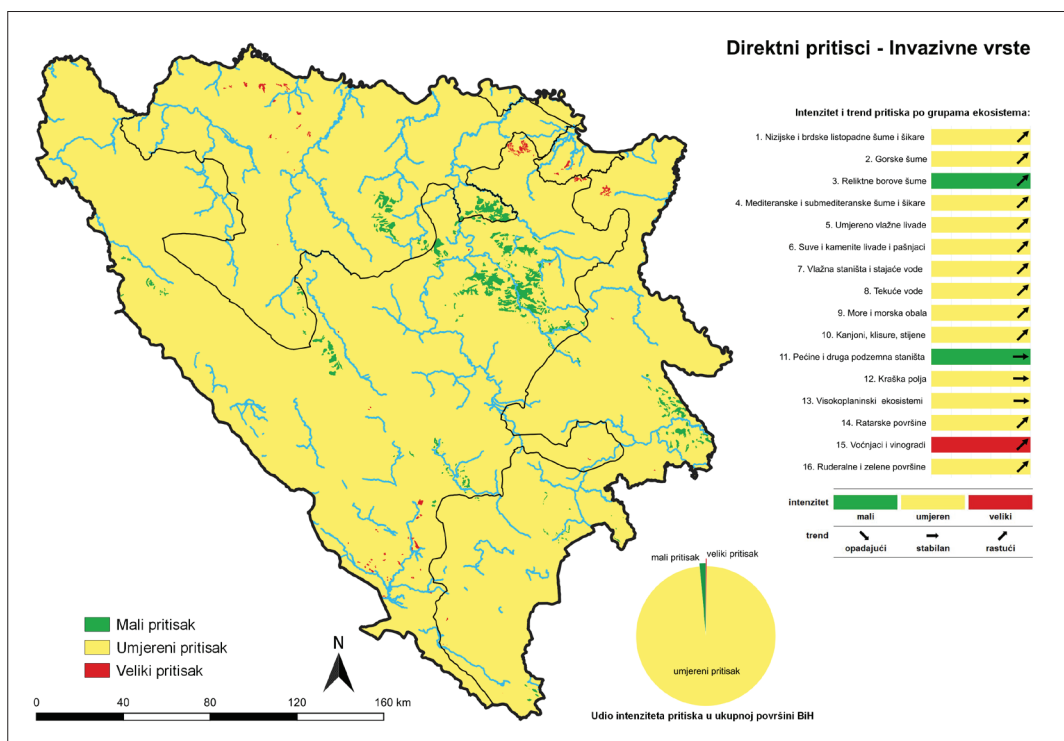 Direktni pritisci - Invazivne vrste
Intenzitet i trend pritiska po grupama ekosistema:
1. Nizijske i brdske listopadne šume i šikare
2. Gorske šume
3. Reliktne borove šume
4. Mediteranske i submediteranske šume i šikare
5. Umjereno vlažne livade
6. Suve i kamenite livade i pašnjaci
7. Vlažna staništa i stajaće vode
8. Tekuće vode
9. More i morska obala
10. Kanjoni, klisure, stijene
11. Pećine i druga podzemna staništa
12. Kraška polja
13. Visokoplaninski ekosistemi
14. Ratarske površine
15. Voćnjaci i vinogradi
16. Ruderalne i zelene površine
intenzitet
mali umjeren veliki
trend
opadajući stabilan rastući
mali pritisak veliki pritisak
umjereni pritisak
Udio intenziteta pritiska u ukupnoj površini BiH
Mali pritisak
Umjereni pritisak
Veliki pritisak
N
0 40 80 120 160 km